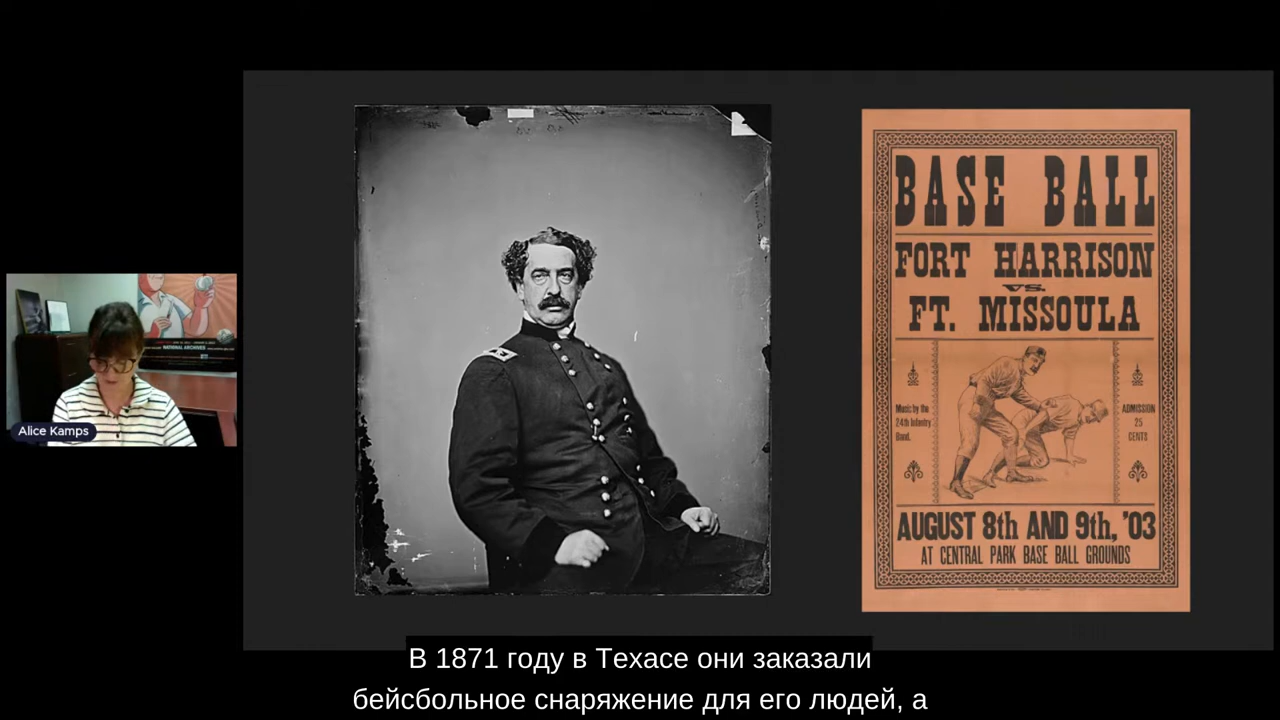 BASE BALL
FORT HARRISON
VS.
FT. MISSOULA
Music by the
24th Infantry
Band.
ADMISSION
25
CENTS
AUGUST 8th AND 9th, '03
AT CENTRAL PARK BASE BALL GROUNDS
NATIONAL ARCHIVES
Alice Kamps
В 1871 году в Техасе они заказали
бейсбольное снаряжение для его людей, а